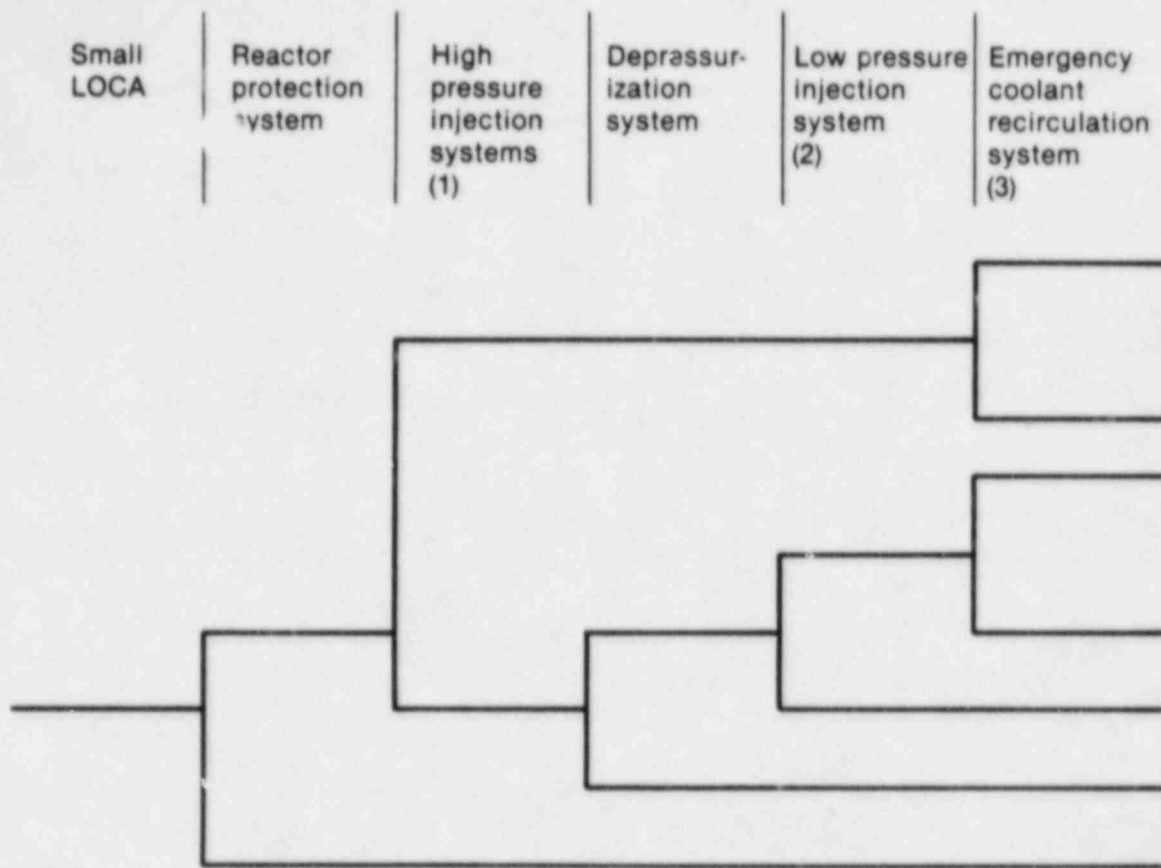 Small
LOCA
Reactor
protection
system
High
pressure
injection
systems
(1)
Deprassur-
ization
system
Low pressure
injection
system
(2)
Emergency
coolant
recirculation
system
(3)